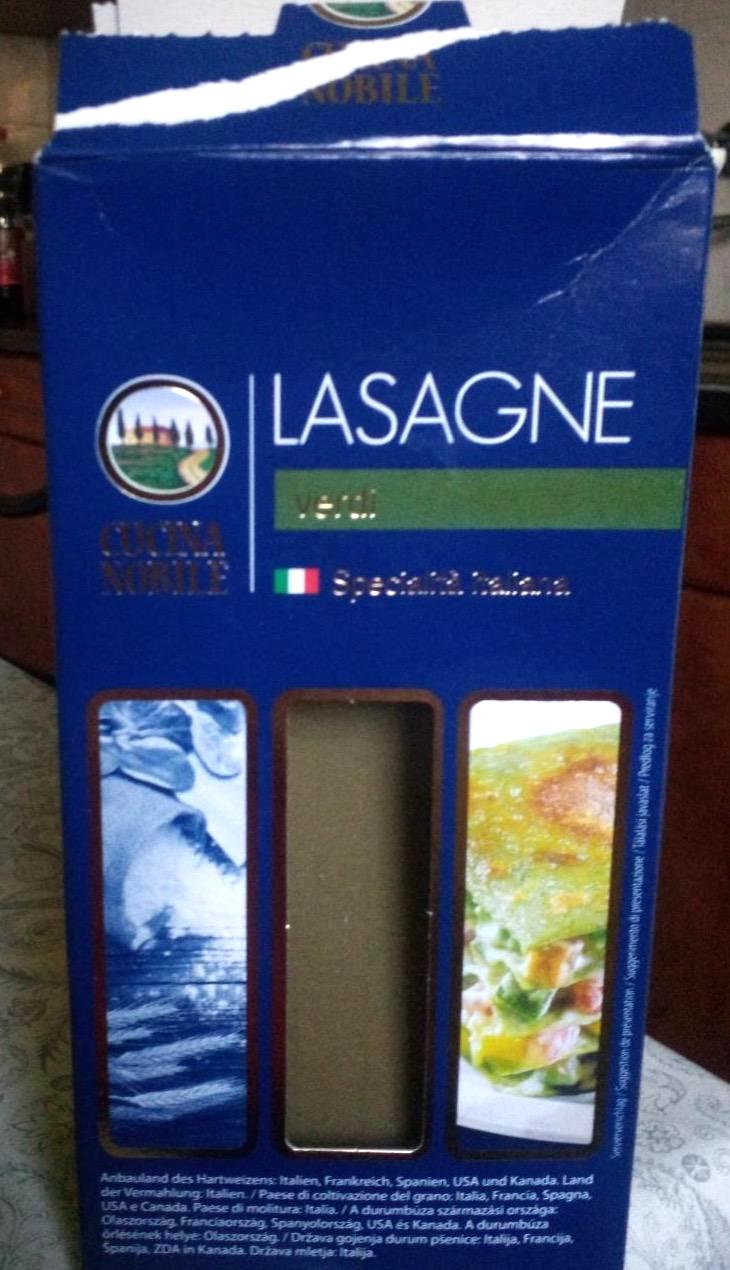 CUCINA
NOBILE
LASAGNE
verdi
CUCINA
NOBILE
Specialità italiana
Serviervorschlag / Suggestion de présentation / Suggerimento di presentazione / Tálalási javaslat / Predlog za serviranje
Anbauland des Hartweizens: Italien, Frankreich, Spanien, USA und Kanada. Land
der Vermahlung: Italien. / Paese di coltivazione del grano: Italia, Francia, Spagna,
USA e Canada. Paese di molitura: Italia. / A durumbúza származási országa:
Olaszország, Franciaország, Spanyolország, USA és Kanada. A durumbúza
őrlésének helye: Olaszország. / Država gojenja durum pšenice: Italija, Francija,
Španija, ZDA in Kanada. Država mletja: Italija.